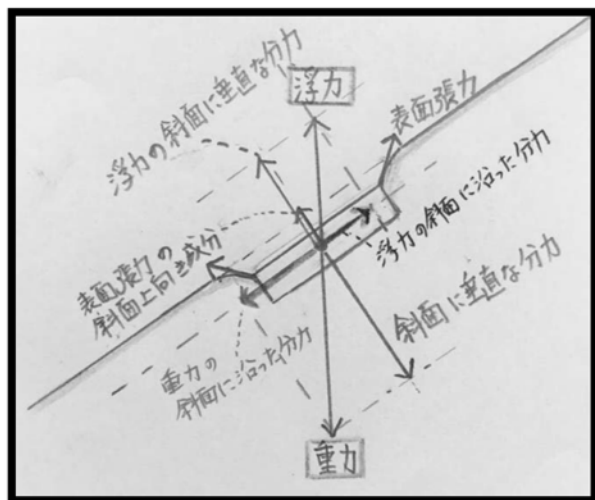 浮力
表面張力
浮力の斜面に垂直な分力
浮力の斜面に沿った分力
表面張力の
斜面上向き成分
斜面に垂直な分力
重力の
斜面に沿った分力
重力